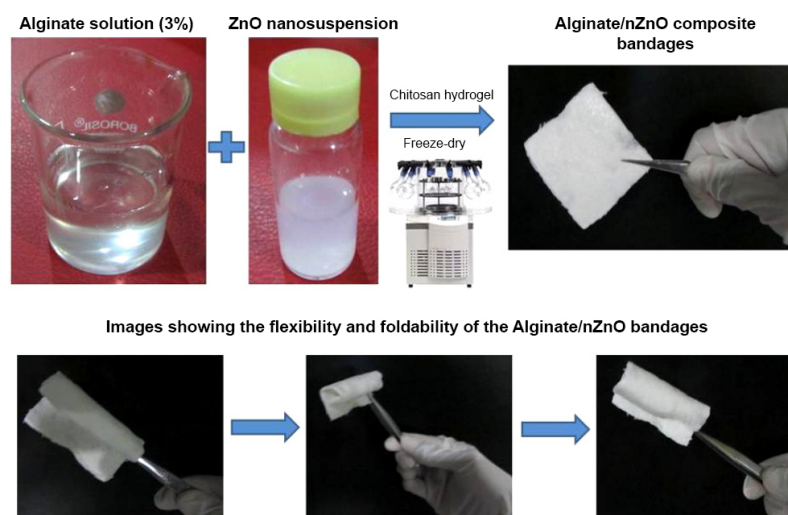 Alginate solution (3%)
ZnO nanosuspension
Alginate/nZnO composite
bandages
BOROSIL®
Chitosan hydrogel
Freeze-dry
Images showing the flexibility and foldability of the Alginate/nZnO bandages